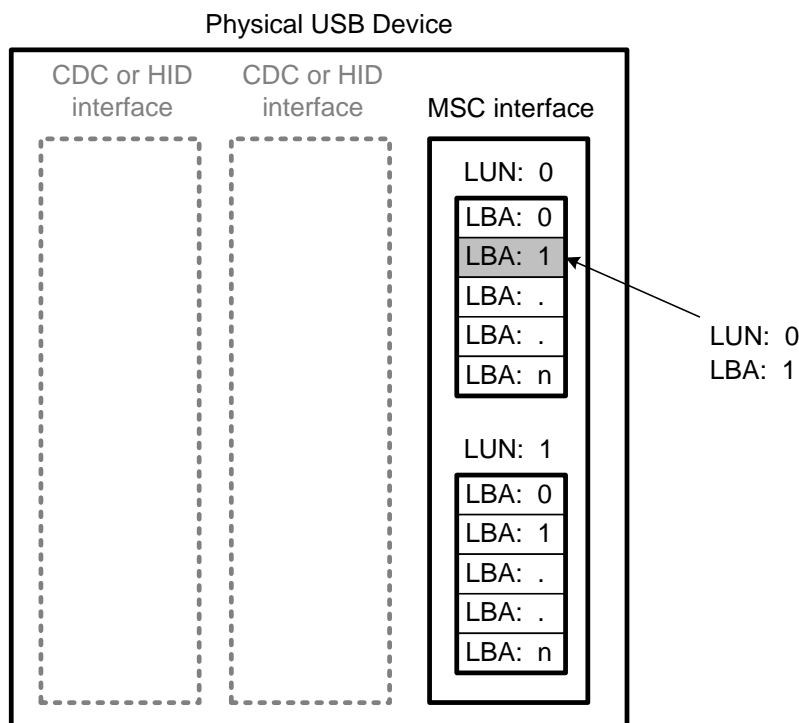 Physical USB Device
CDC or HID
interface
CDC or HID
interface
MSC interface
LUN: 0
LBA: 0
LBA: 1
LBA: .
LBA: .
LBA: n
LUN: 0
LBA: 1
LUN: 1
LBA: 0
LBA: 1
LBA: .
LBA: .
LBA: n